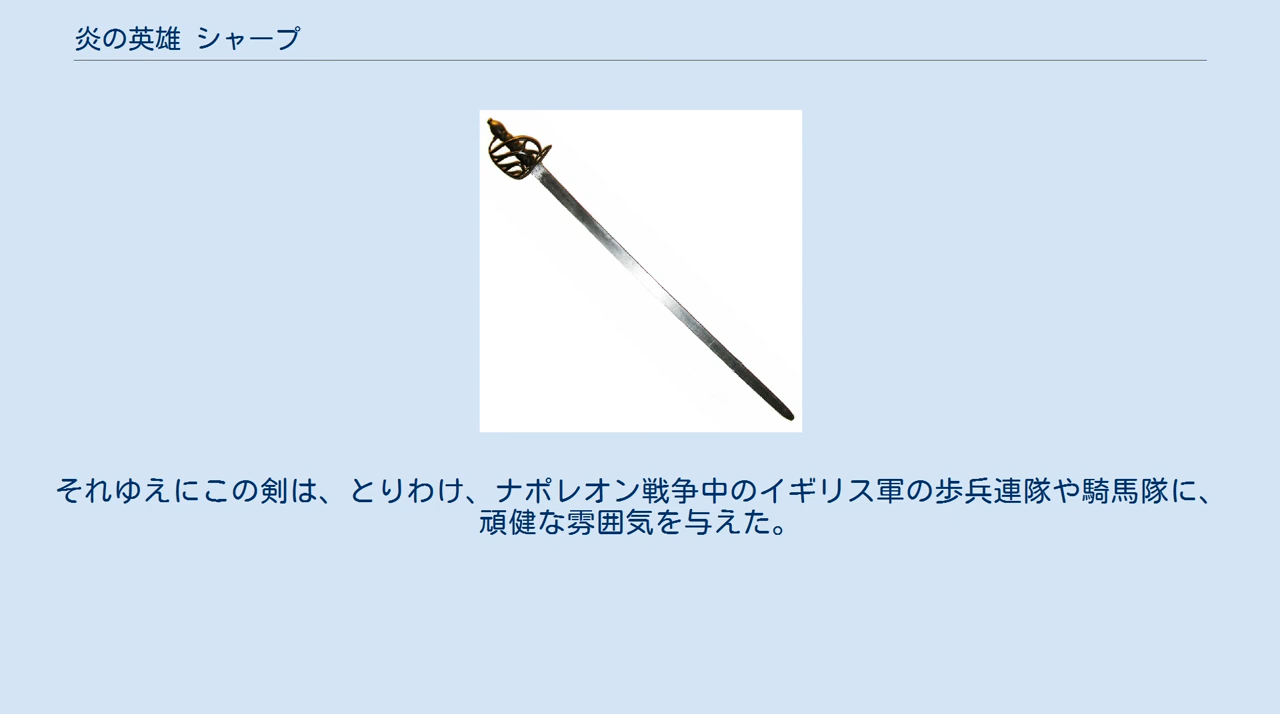 炎の英雄 シャープ
それゆえにこの剣は、とりわけ、ナポレオン戦争中のイギリス軍の歩兵連隊や騎馬隊に、
頑健な雰囲気を与えた。